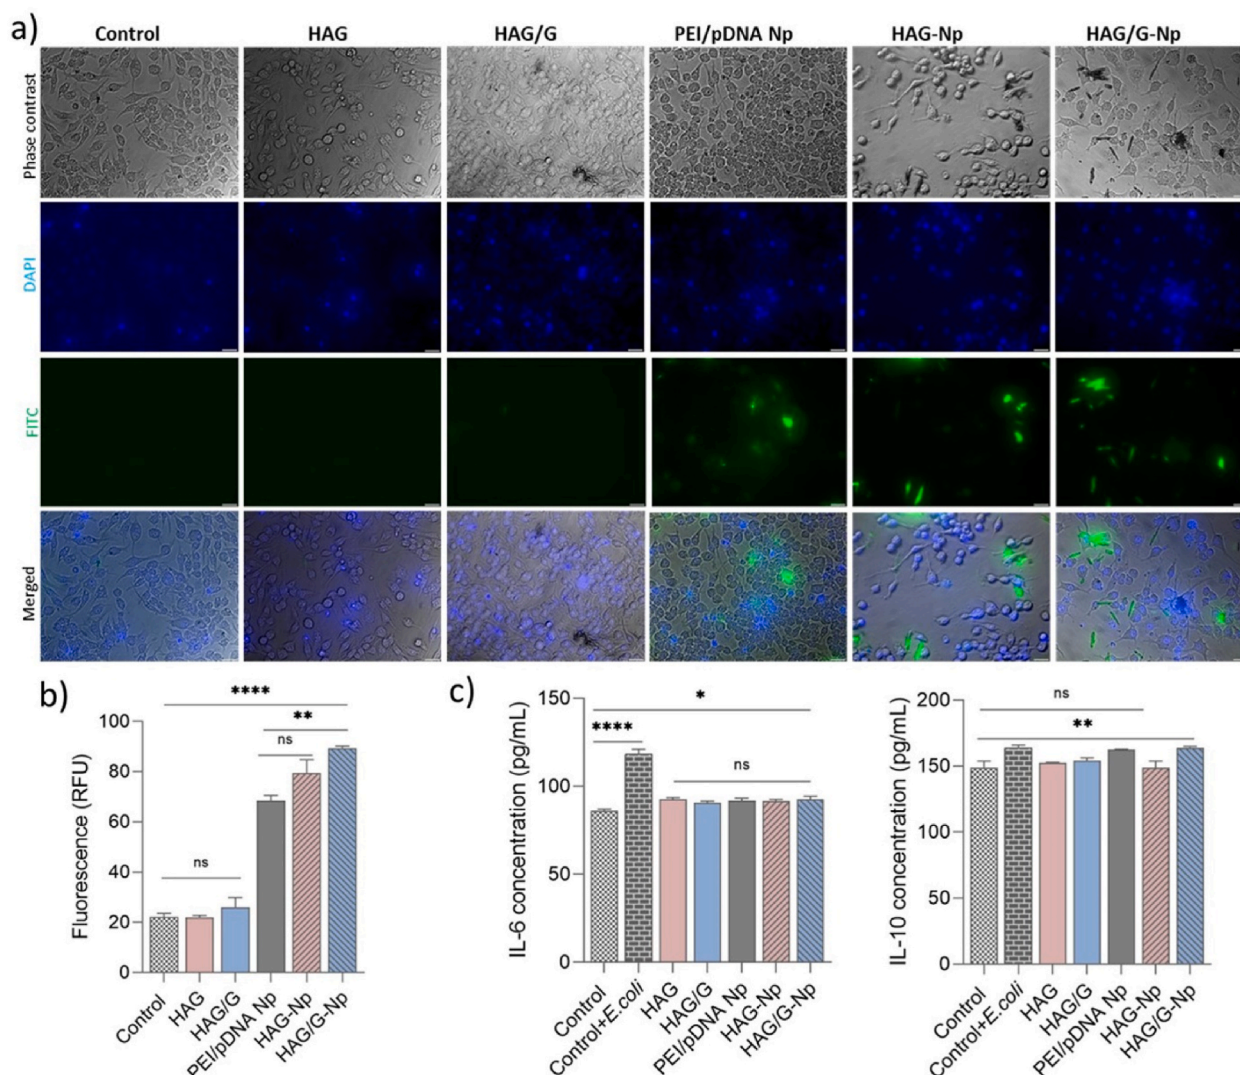 a)
Control HAG HAG/G PEI/pDNA Np HAG-Np HAG/G-Np
Phase contrast
DAPI
FITC
Merged
b)
****
**
ns
ns
Fluorescence (RFU)
100
80
60
40
20
0
Control
HAG
HAG/G
PEI/pDNA Np
HAG-Np
HAG/G-Np
c)
*
****
ns
IL-6 concentration (pg/mL)
150
100
50
0
Control
Control+E.coli
HAG
HAG/G
PEI/pDNA Np
HAG-Np
HAG/G-Np
ns
**
IL-10 concentration (pg/mL)
200
150
100
50
0
Control
Control+E.coli
HAG
HAG/G
PEI/pDNA Np
HAG-Np
HAG/G-Np